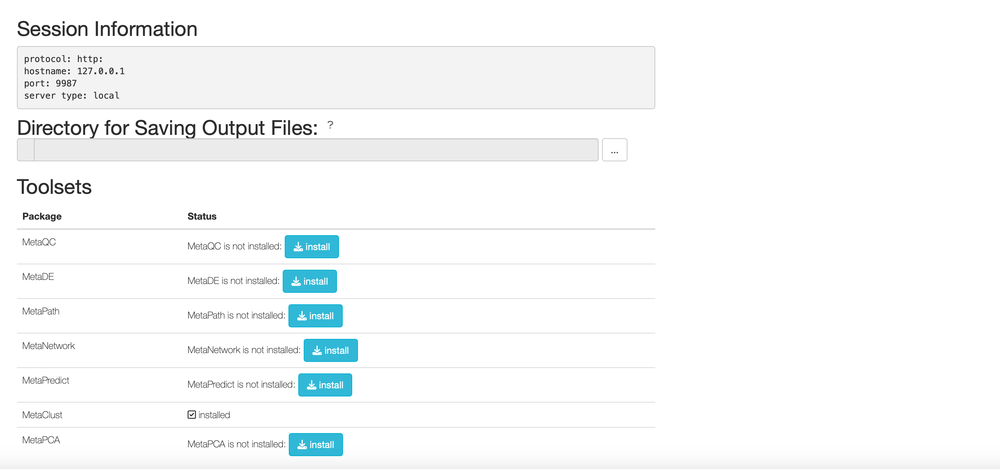 Session Information
protocol: http:
hostname: 127.0.0.1
port: 9987
server type: local
Directory for Saving Output Files: ?
...
Toolsets
Package Status
MetaQC MetaQC is not installed: install
MetaDE MetaDE is not installed: install
MetaPath MetaPath is not installed: install
MetaNetwork MetaNetwork is not installed: install
MetaPredict MetaPredict is not installed: install
MetaClust installed
MetaPCA MetaPCA is not installed: install